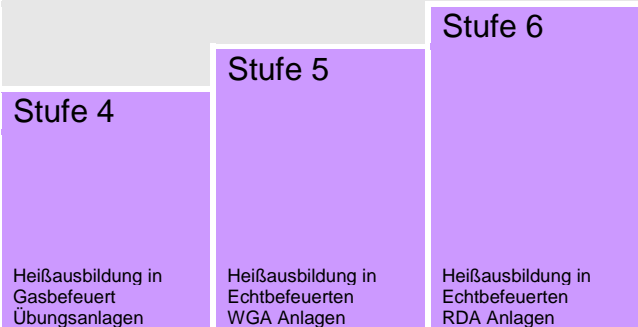 Stufe 4
Heißausbildung in
Gasbefeuert
Übungsanlagen
Stufe 5
Heißausbildung in
Echtbefeuerten
WGA Anlagen
Stufe 6
Heißausbildung in
Echtbefeuerten
RDA Anlagen